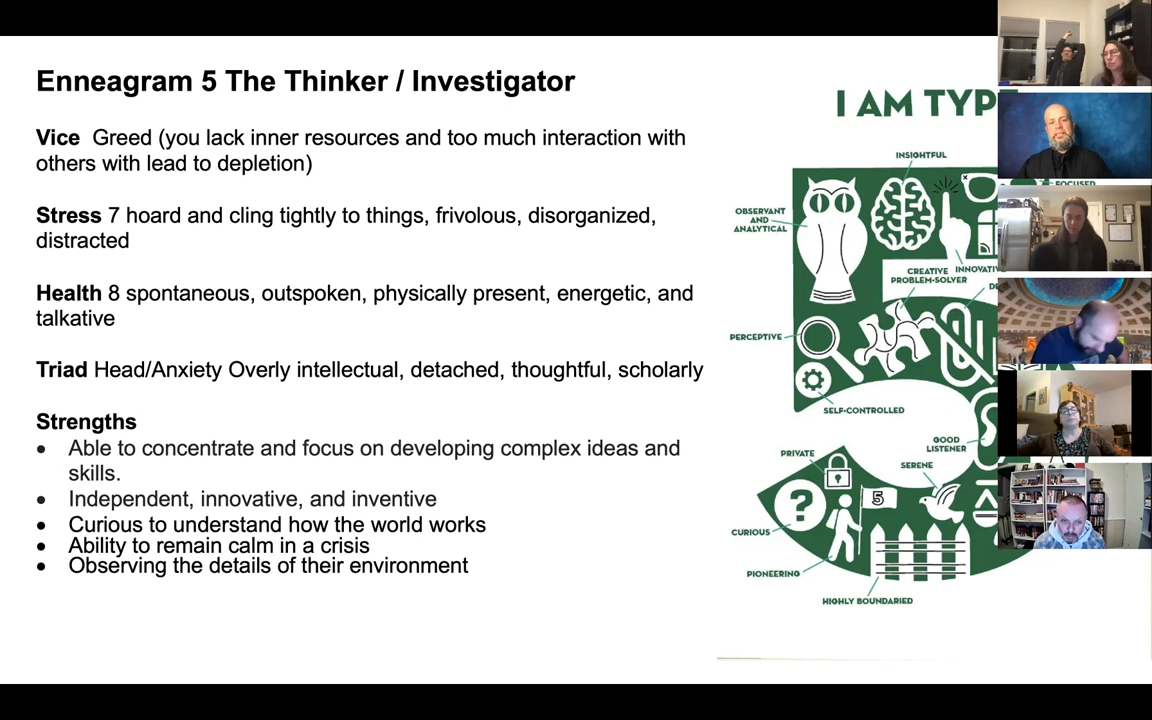 Enneagram 5 The Thinker / Investigator
Vice Greed (you lack inner resources and too much interaction with
others with lead to depletion)
Stress 7 hoard and cling tightly to things, frivolous, disorganized,
distracted
Health 8 spontaneous, outspoken, physically present, energetic, and
talkative
Triad Head/Anxiety Overly intellectual, detached, thoughtful, scholarly
Strengths
• Able to concentrate and focus on developing complex ideas and
skills.
• Independent, innovative, and inventive
• Curious to understand how the world works
• Ability to remain calm in a crisis
• Observing the details of their environment
I AM TYP
INSIGHTFUL
FOCUSED
OBSERVANT
AND
ANALYTICAL
CREATIVE
PROBLEM-SOLVER
INNOVATI
DE
PERCEPTIVE
SELF-CONTROLLED
GOOD
LISTENER
PRIVATE
SERENE
5
?
CURIOUS
PIONEERING
HIGHLY BOUNDARIED